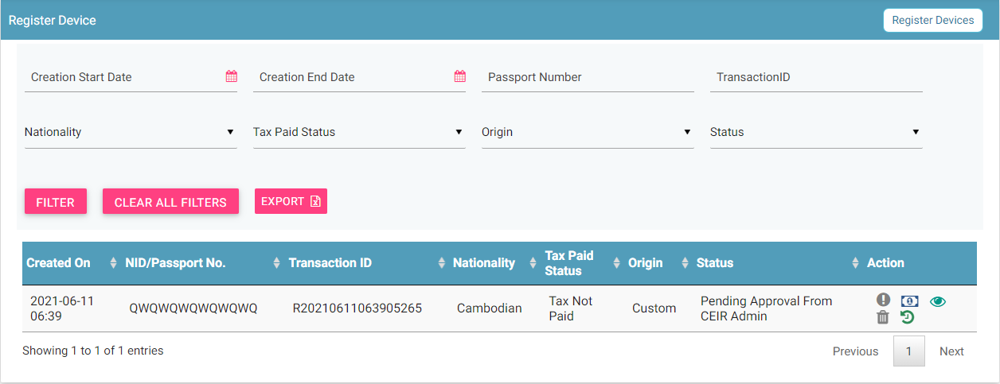 Register Device
Register Devices
Creation Start Date
Creation End Date
Passport Number
TransactionID
Nationality
Tax Paid Status
Origin
Status
FILTER
CLEAR ALL FILTERS
EXPORT
Created On
NID/Passport No.
Transaction ID
Nationality
Tax Paid
Status
Origin
Status
Action
2021-06-11
06:39
QWQWQWQWQWQWQ
R20210611063905265
Cambodian
Tax Not
Paid
Custom
Pending Approval From
CEIR Admin
Showing 1 to 1 of 1 entries
Previous
1
Next